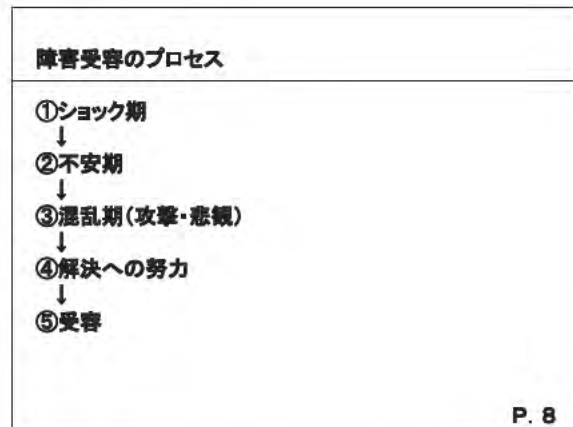 障害受容のプロセス
①ショック期
↓
②不安期
↓
③混乱期(攻撃・悲観)
↓
④解決への努力
↓
⑤受容
P. 8